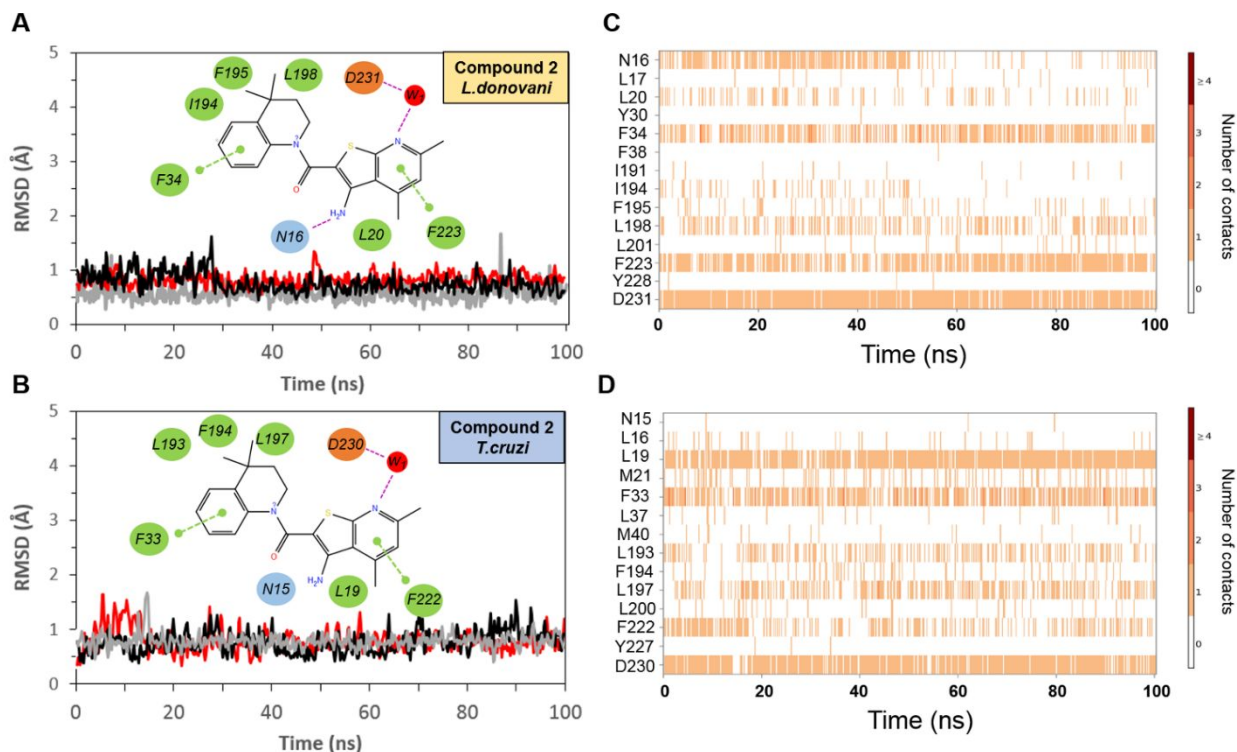 A
RMSD (Å)
5
4
3
2
1
0
0 20 40 60 80 100
Time (ns)
Compound 2
L.donovani
F195
L198
D231
I194
F34
N16
L20
F223
S
N
N
O
H₂N
B
RMSD (Å)
5
4
3
2
1
0
0 20 40 60 80 100
Time (ns)
Compound 2
T.cruzi
L193
F194
L197
D230
F33
N15
L19
F222
S
N
N
O
H₂N
C
N16
L17
L20
Y30
F34
F38
I191
I194
F195
L198
L201
F223
Y228
D231
0 20 40 60 80 100
Time (ns)
≥4
3
2
1
0
Number of contacts
D
N15
L16
L19
M21
F33
L37
M40
L193
F194
L197
L200
F222
Y227
D230
0 20 40 60 80 100
Time (ns)
≥4
3
2
1
0
Number of contacts